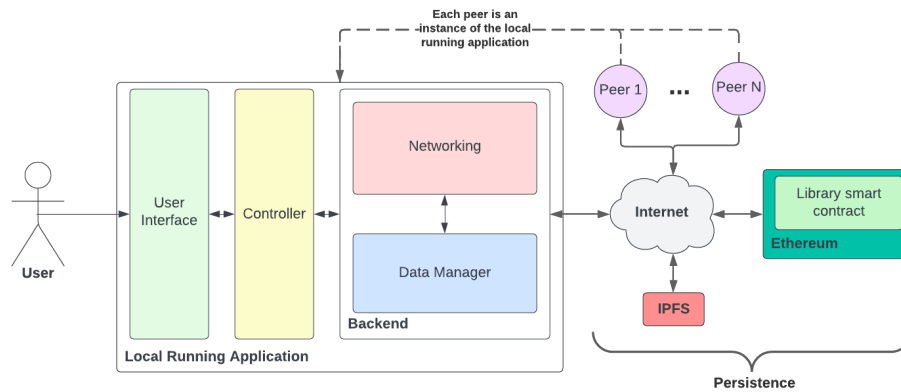 Each peer is an
instance of the local
running application
Peer 1
...
Peer N
User
Interface
Controller
Networking
Data Manager
Backend
Local Running Application
User
Internet
Library smart
contract
Ethereum
IPFS
Persistence